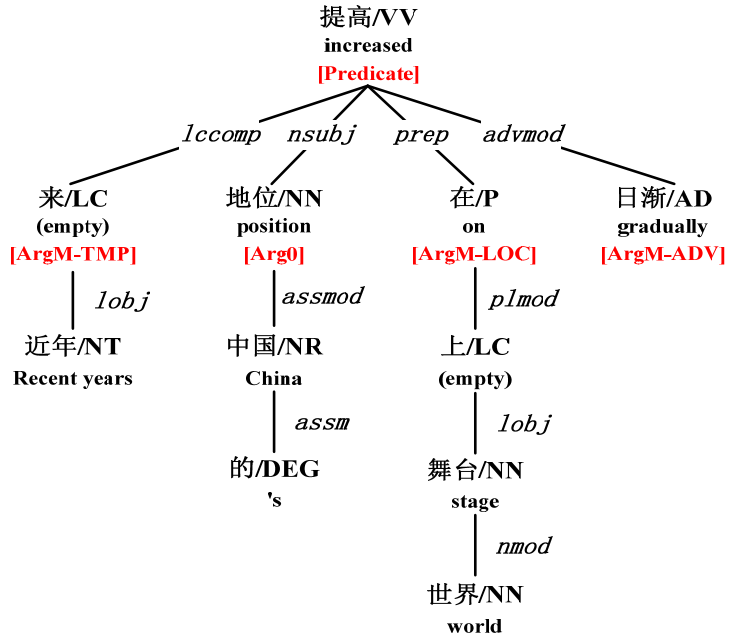 提高/VV
increased
[Predicate]
lccomp nsubj prep advmod
来/LC 地位/NN 在/P 日渐/AD
(empty) position on gradually
[ArgM-TMP] [Arg0] [ArgM-LOC] [ArgM-ADV]
lobj assmod plmod
近年/NT 中国/NR 上/LC
Recent years China (empty)
assm lobj
的/DEG 舞台/NN
's stage
nmod
世界/NN
world